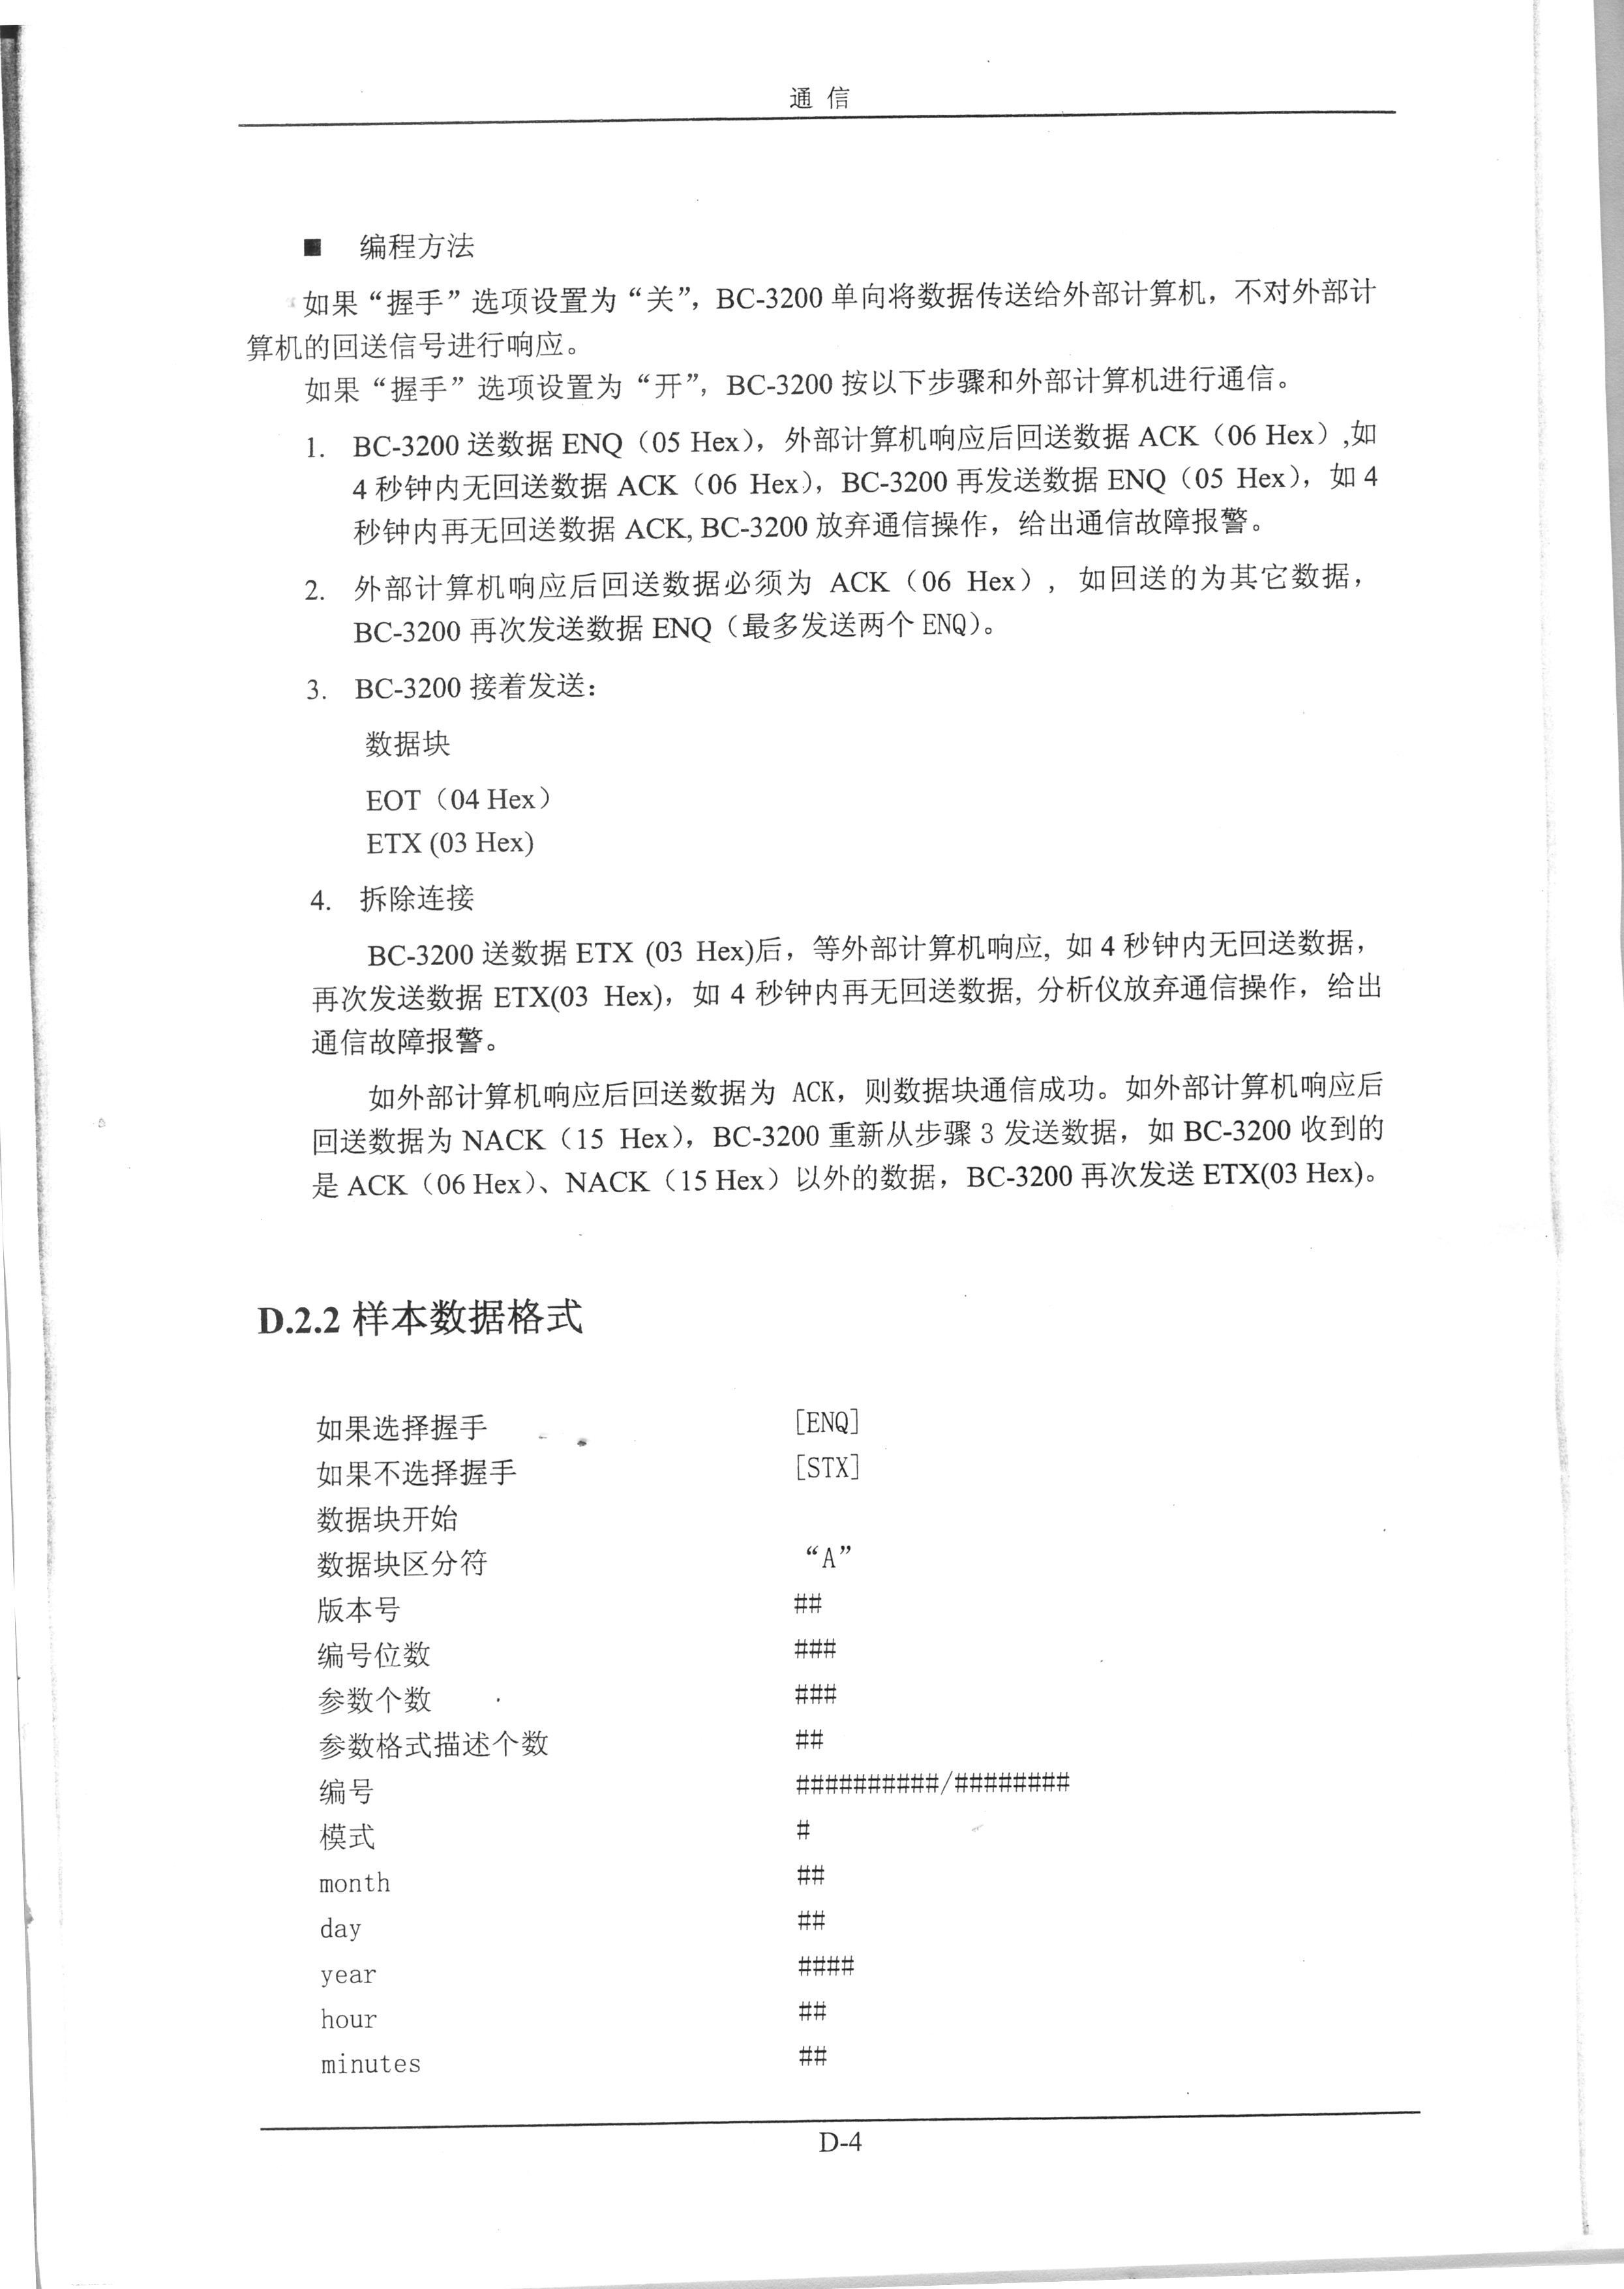 通 信
■ 编程方法
如果“握手”选项设置为“关”，BC-3200 单向将数据传送给外部计算机，不对外部计
算机的回送信号进行响应。
如果“握手”选项设置为“开”，BC-3200 按以下步骤和外部计算机进行通信。
1. BC-3200 送数据 ENQ（05 Hex），外部计算机响应后回送数据 ACK（06 Hex）,如
4 秒钟内无回送数据 ACK（06 Hex），BC-3200 再发送数据 ENQ（05 Hex），如 4
秒钟内再无回送数据 ACK, BC-3200 放弃通信操作，给出通信故障报警。
2. 外部计算机响应后回送数据必须为 ACK（06 Hex）, 如回送的为其它数据，
BC-3200 再次发送数据 ENQ（最多发送两个 ENQ）。
3. BC-3200 接着发送：
数据块
EOT（04 Hex）
ETX (03 Hex)
4. 拆除连接
BC-3200 送数据 ETX (03 Hex)后，等外部计算机响应, 如 4 秒钟内无回送数据，
再次发送数据 ETX(03 Hex)，如 4 秒钟内再无回送数据, 分析仪放弃通信操作，给出
通信故障报警。
如外部计算机响应后回送数据为 ACK，则数据块通信成功。如外部计算机响应后
回送数据为 NACK（15 Hex），BC-3200 重新从步骤 3 发送数据，如 BC-3200 收到的
是 ACK（06 Hex）、NACK（15 Hex）以外的数据，BC-3200 再次发送 ETX(03 Hex)。
D.2.2 样本数据格式
如果选择握手 [ENQ]
如果不选择握手 [STX]
数据块开始
数据块区分符 “A”
版本号 ##
编号位数 ###
参数个数 ###
参数格式描述个数 ##
编号 ##########/########
模式 #
month ##
day ##
year ####
hour ##
minutes ##
D-4